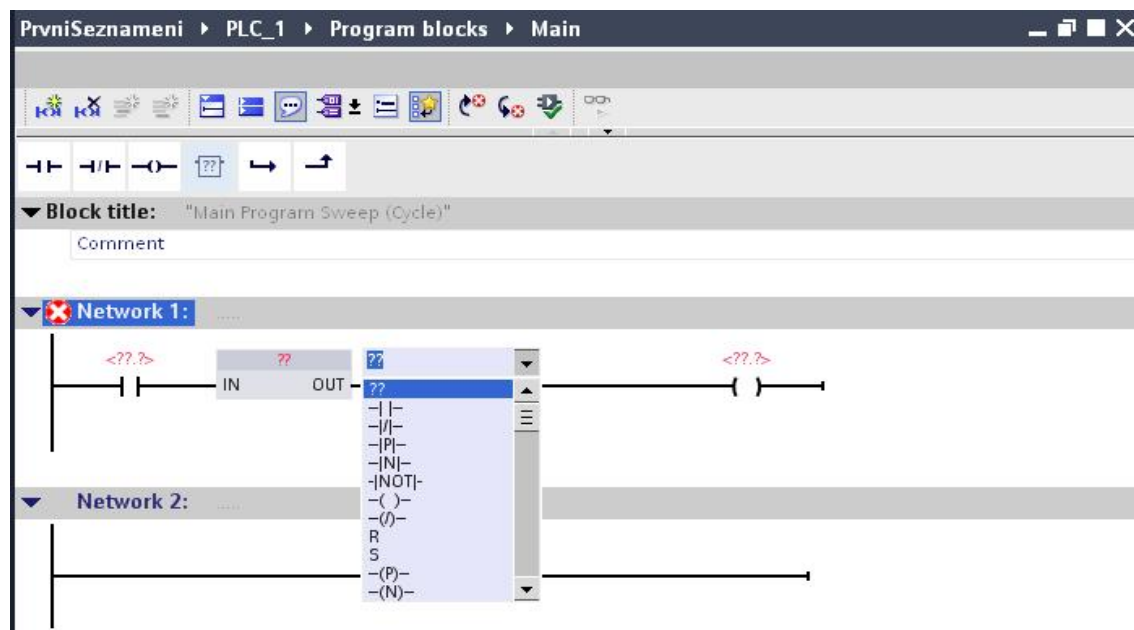 PrvniSeznameni ▸ PLC_1 ▸ Program blocks ▸ Main
??
Block title: "Main Program Sweep (Cycle)"
Comment
Network 1: .....
<??.?> ?? ?? <??.?>
IN OUT ??
–| |–
–|/|–
–|P|–
–|N|–
-|NOT|-
–( )–
–(/)–
R
S
–(P)–
–(N)–
Network 2: .....